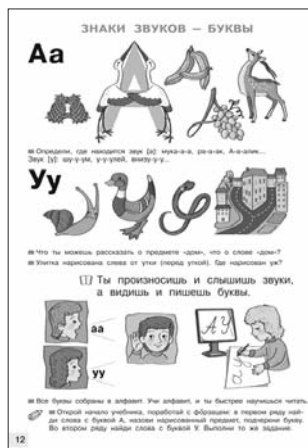 ЗНАКИ ЗВУКОВ – БУКВЫ
Аа
Определи, где находится звук [а]: мука-а-а, ра-а-ак, А-а-алик...
Звук [у]: шу-у-ум, у-у-улей, внизу-у-у...
Уу
Что ты можешь рассказать о предмете «дом», что о слове «дом»?
Улитка нарисована слева от утки (перед уткой). Где нарисован уж?
Ты произносишь и слышишь звуки,
а видишь и пишешь буквы.
аа
уу
АУ
ау
Все буквы собраны в алфавит. Учи алфавит, и ты быстрее научишься читать.
Открой начало учебника, поработай с образцом: в первом ряду най-
ди слова с буквой А, назови нарисованный предмет, подчеркни букву.
Во втором ряду найди слова с буквой У. Выполни то же задание.
12